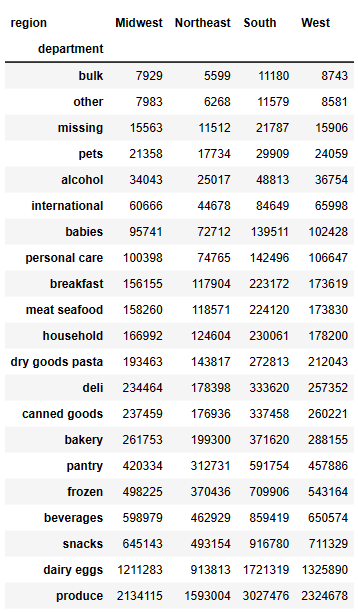 region Midwest Northeast South West
department
bulk 7929 5599 11180 8743
other 7983 6268 11579 8581
missing 15563 11512 21787 15906
pets 21358 17734 29909 24059
alcohol 34043 25017 48813 36754
international 60666 44678 84649 65998
babies 95741 72712 139511 102428
personal care 100398 74765 142496 106647
breakfast 156155 117904 223172 173619
meat seafood 158260 118571 224120 173830
household 166992 124604 230061 178200
dry goods pasta 193463 143817 272813 212043
deli 234464 178398 333620 257352
canned goods 237459 176936 337458 260221
bakery 261753 199300 371620 288155
pantry 420334 312731 591754 457886
frozen 498225 370436 709906 543164
beverages 598979 462929 859419 650574
snacks 645143 493154 916780 711329
dairy eggs 1211283 913813 1721319 1325890
produce 2134115 1593004 3027476 2324678